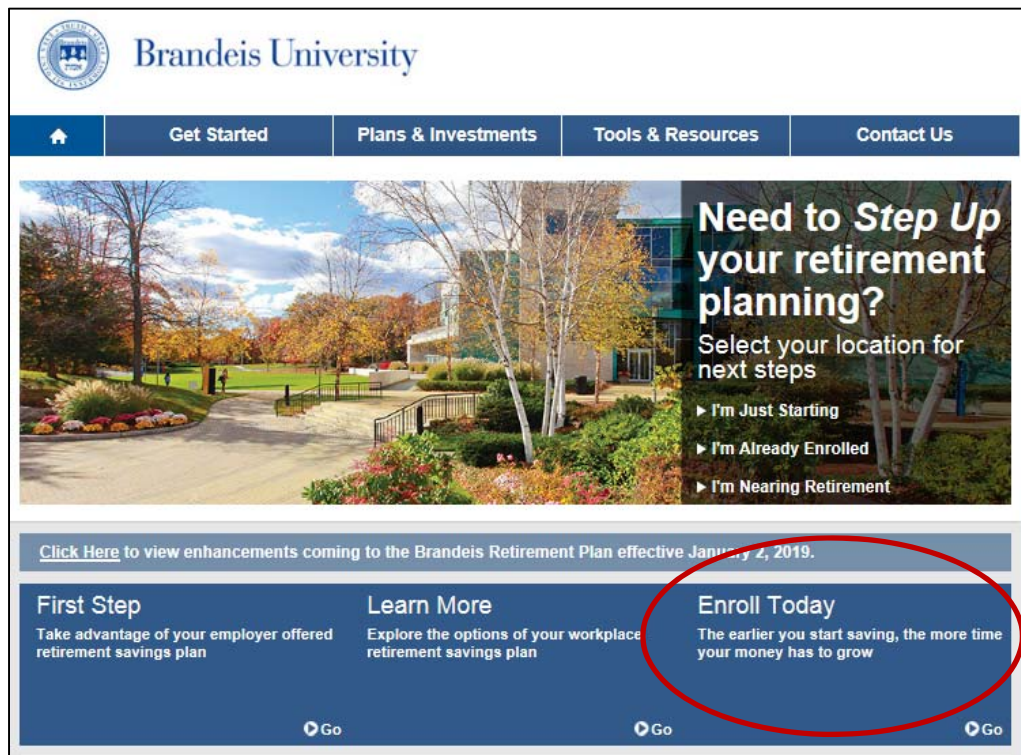 Brandeis University
Get Started
Plans & Investments
Tools & Resources
Contact Us
Need to Step Up
your retirement
planning?
Select your location for
next steps
I'm Just Starting
I'm Already Enrolled
I'm Nearing Retirement
Click Here to view enhancements coming to the Brandeis Retirement Plan effective January 2, 2019.
First Step
Take advantage of your employer offered
retirement savings plan
Go
Learn More
Explore the options of your workplace
retirement savings plan
Go
Enroll Today
The earlier you start saving, the more time
your money has to grow
Go